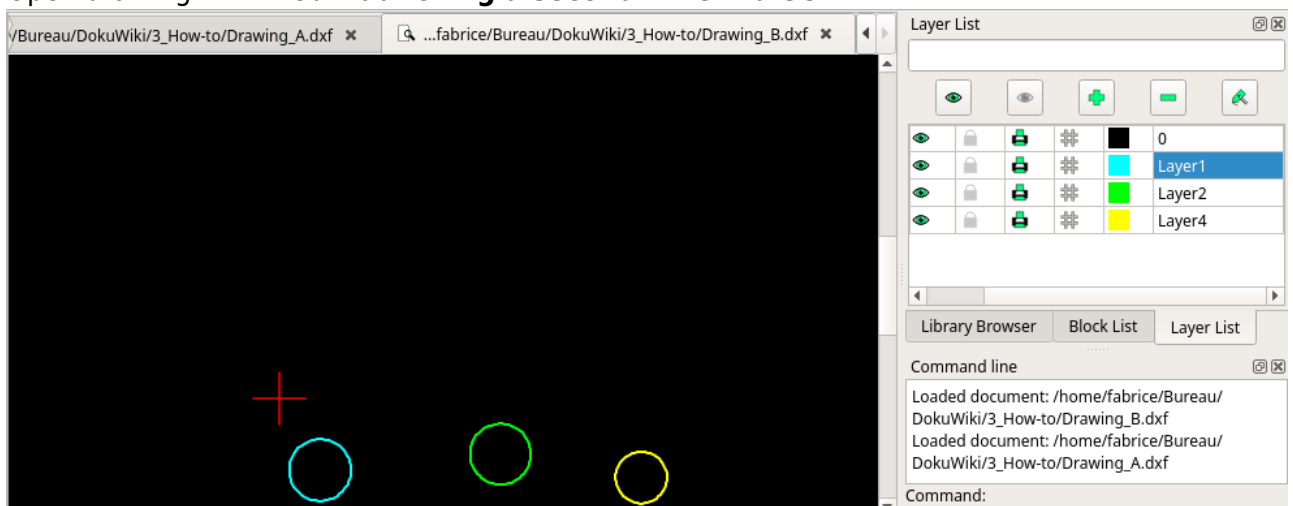 /Bureau/DokuWiki/3_How-to/Drawing_A.dxf
...fabrice/Bureau/DokuWiki/3_How-to/Drawing_B.dxf
Layer List
0
Layer1
Layer2
Layer4
Library Browser
Block List
Layer List
Command line
Loaded document: /home/fabrice/Bureau/
DokuWiki/3_How-to/Drawing_B.dxf
Loaded document: /home/fabrice/Bureau/
DokuWiki/3_How-to/Drawing_A.dxf
Command: